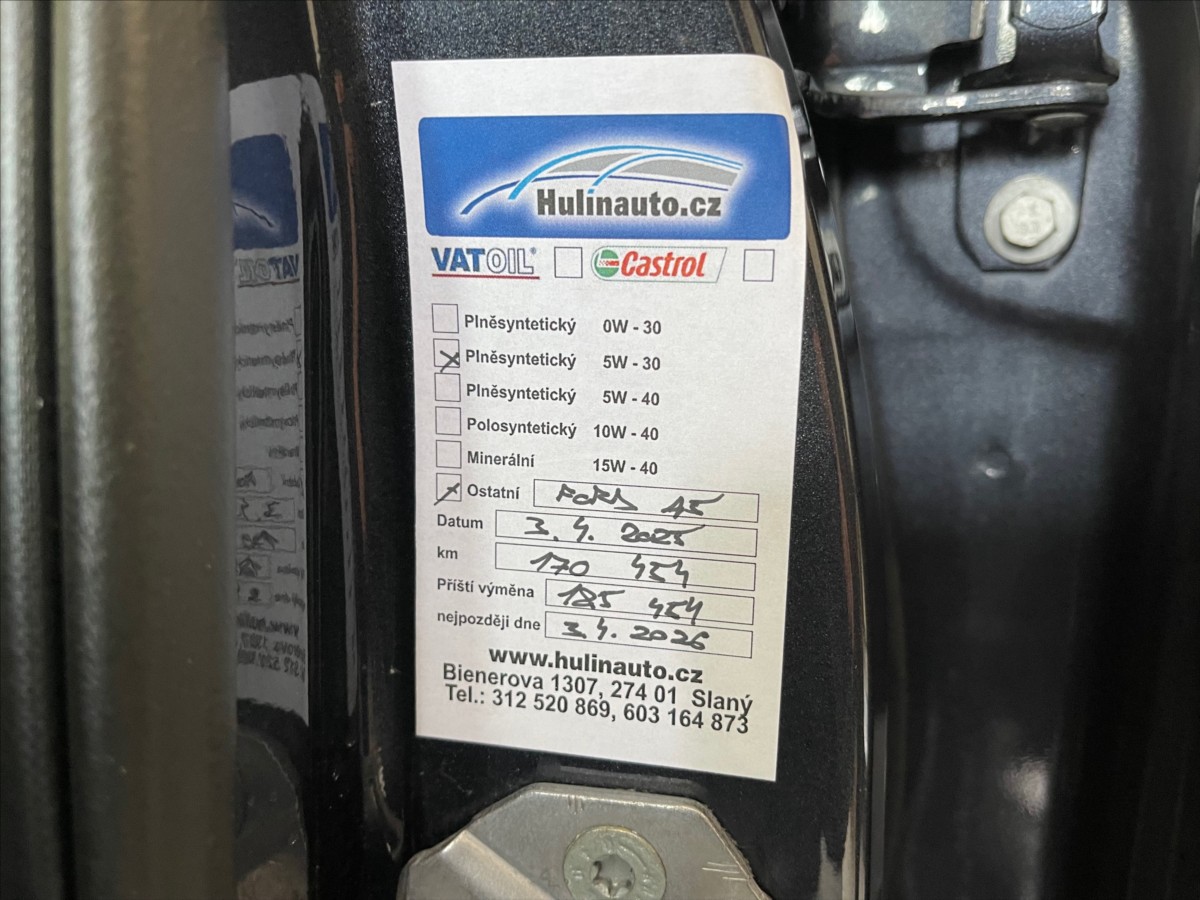 Hulinauto.cz
VATOIL® Castrol
Plněsyntetický 0W - 30
Plněsyntetický 5W - 30
Plněsyntetický 5W - 40
Polosyntetický 10W - 40
Minerální 15W - 40
Ostatní FORD A5
Datum 3. 4. 2025
km 170 454
Příští výměna 185 454
nejpozději dne 3.4. 2026
www.hulinauto.cz
Bienerova 1307, 274 01 Slaný
Tel.: 312 520 869, 603 164 873